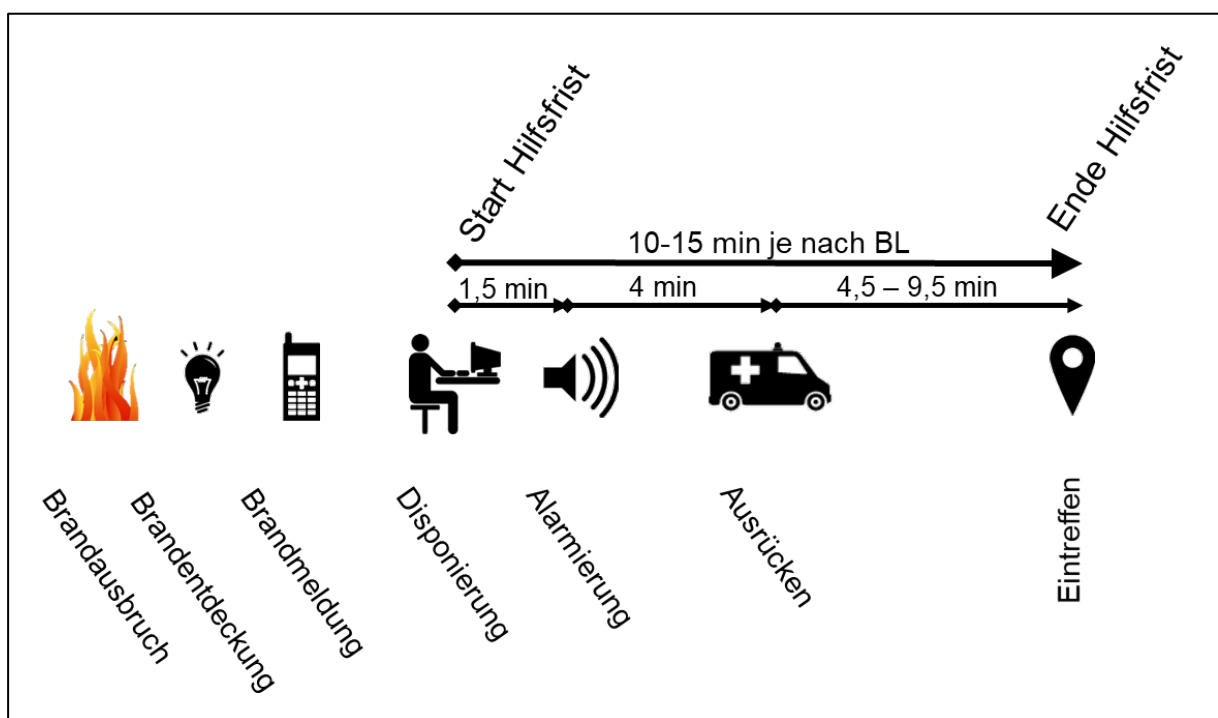 Start Hilfsfrist
Ende Hilfsfrist
10-15 min je nach BL
1,5 min
4 min
4,5 – 9,5 min
Brandausbruch
Brandentdeckung
Brandmeldung
Disponierung
Alarmierung
Ausrücken
Eintreffen